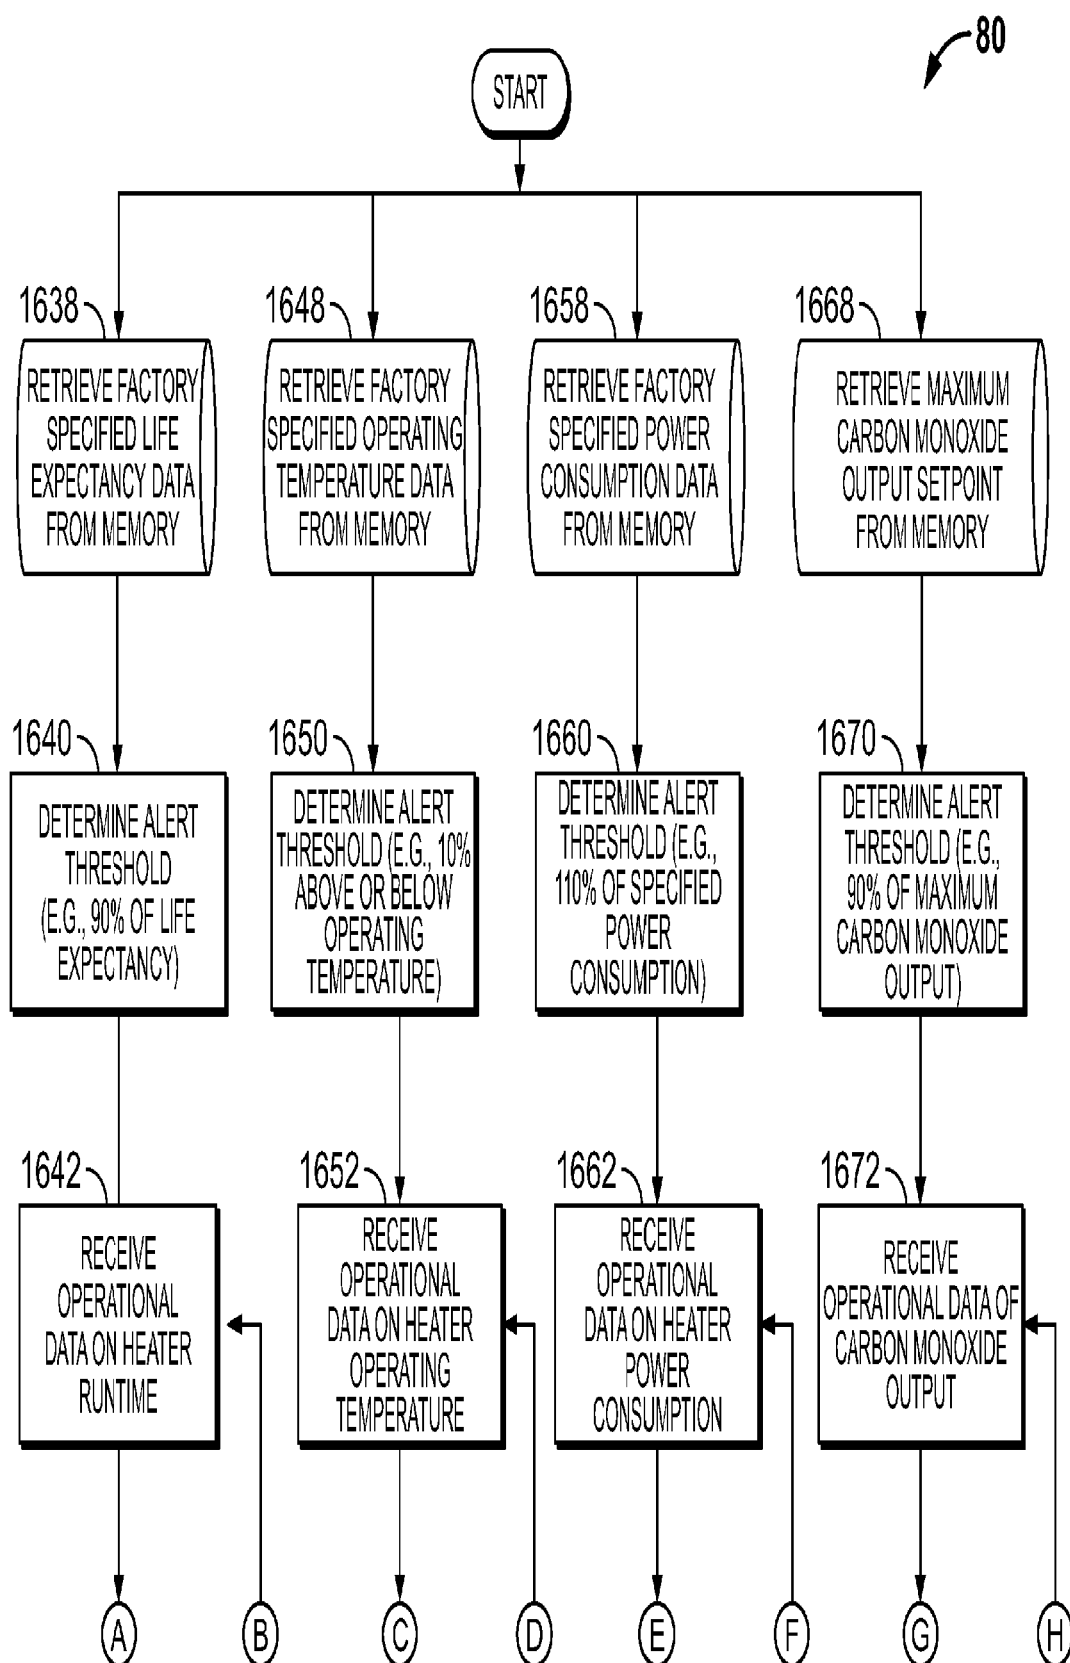 80
START
1638
RETRIEVE FACTORY
SPECIFIED LIFE
EXPECTANCY DATA
FROM MEMORY
1648
RETRIEVE FACTORY
SPECIFIED OPERATING
TEMPERATURE DATA
FROM MEMORY
1658
RETRIEVE FACTORY
SPECIFIED POWER
CONSUMPTION DATA
FROM MEMORY
1668
RETRIEVE MAXIMUM
CARBON MONOXIDE
OUTPUT SETPOINT
FROM MEMORY
1640
DETERMINE ALERT
THRESHOLD
(E.G., 90% OF LIFE
EXPECTANCY)
1650
DETERMINE ALERT
THRESHOLD (E.G., 10%
ABOVE OR BELOW
OPERATING
TEMPERATURE)
1660
DETERMINE ALERT
THRESHOLD (E.G.,
110% OF SPECIFIED
POWER
CONSUMPTION)
1670
DETERMINE ALERT
THRESHOLD (E.G.,
90% OF MAXIMUM
CARBON MONOXIDE
OUTPUT)
1642
RECEIVE
OPERATIONAL
DATA ON HEATER
RUNTIME
1652
RECEIVE
OPERATIONAL
DATA ON HEATER
OPERATING
TEMPERATURE
1662
RECEIVE
OPERATIONAL
DATA ON HEATER
POWER
CONSUMPTION
1672
RECEIVE
OPERATIONAL DATA OF
CARBON MONOXIDE
OUTPUT
A
B
C
D
E
F
G
H